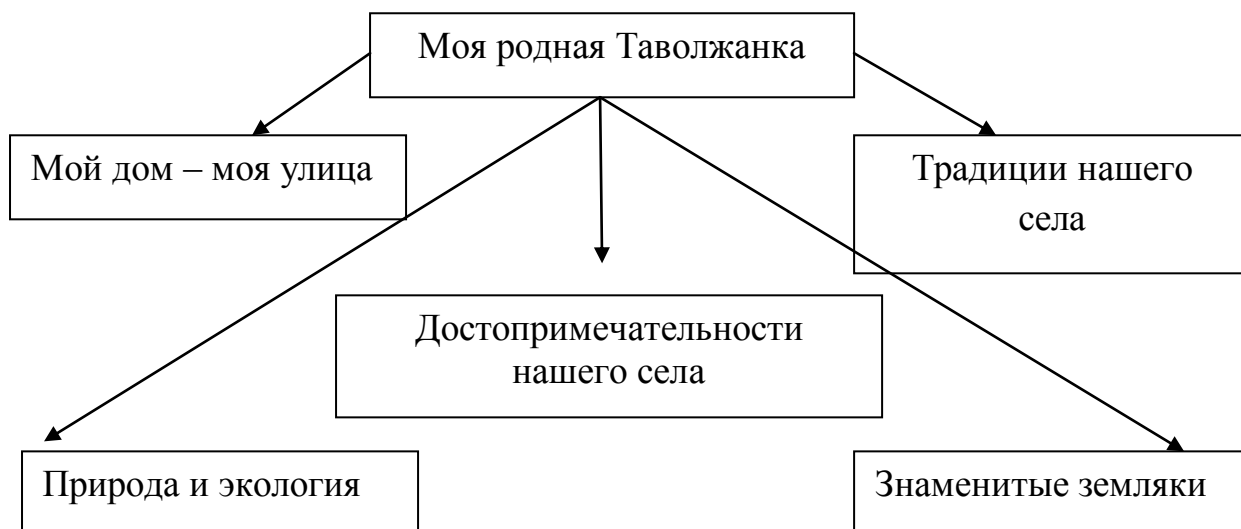 Моя родная Таволжанка
Мой дом – моя улица
Традиции нашего
села
Достопримечательности
нашего села
Природа и экология
Знаменитые земляки